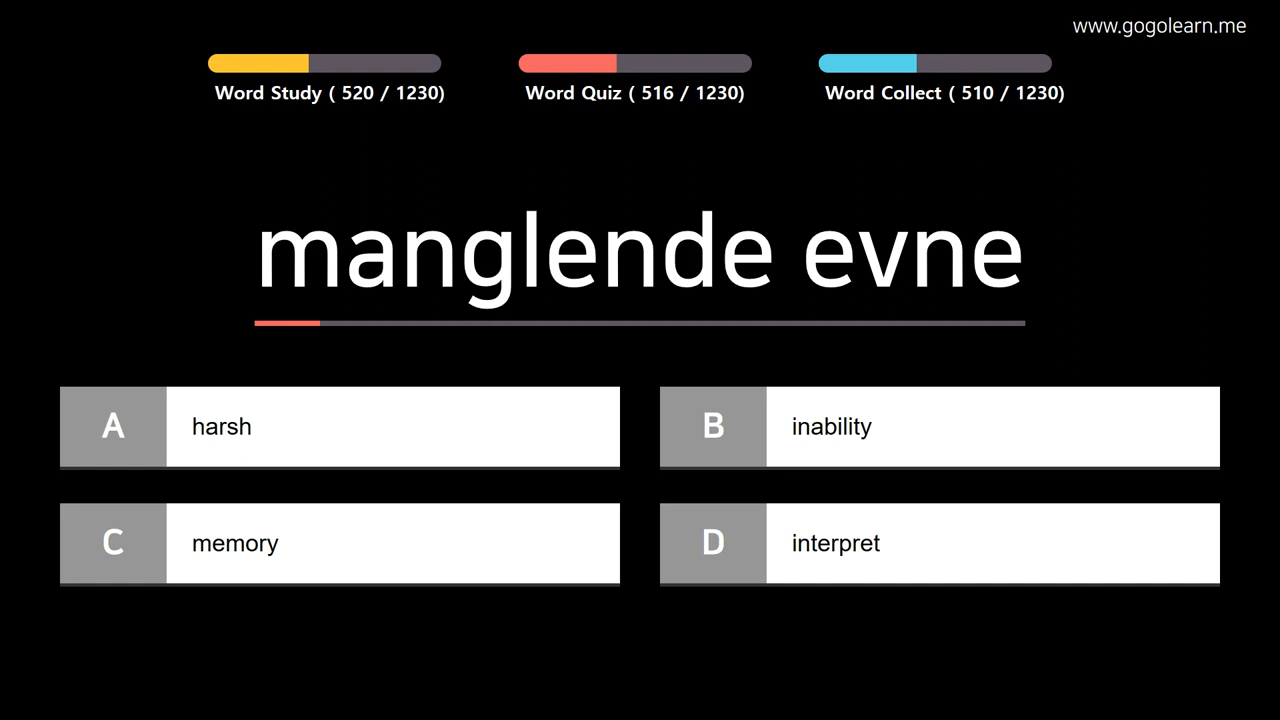 www.gogolearn.me
Word Study ( 520 / 1230)
Word Quiz ( 516 / 1230)
Word Collect ( 510 / 1230)
manglende evne
A harsh
B inability
C memory
D interpret